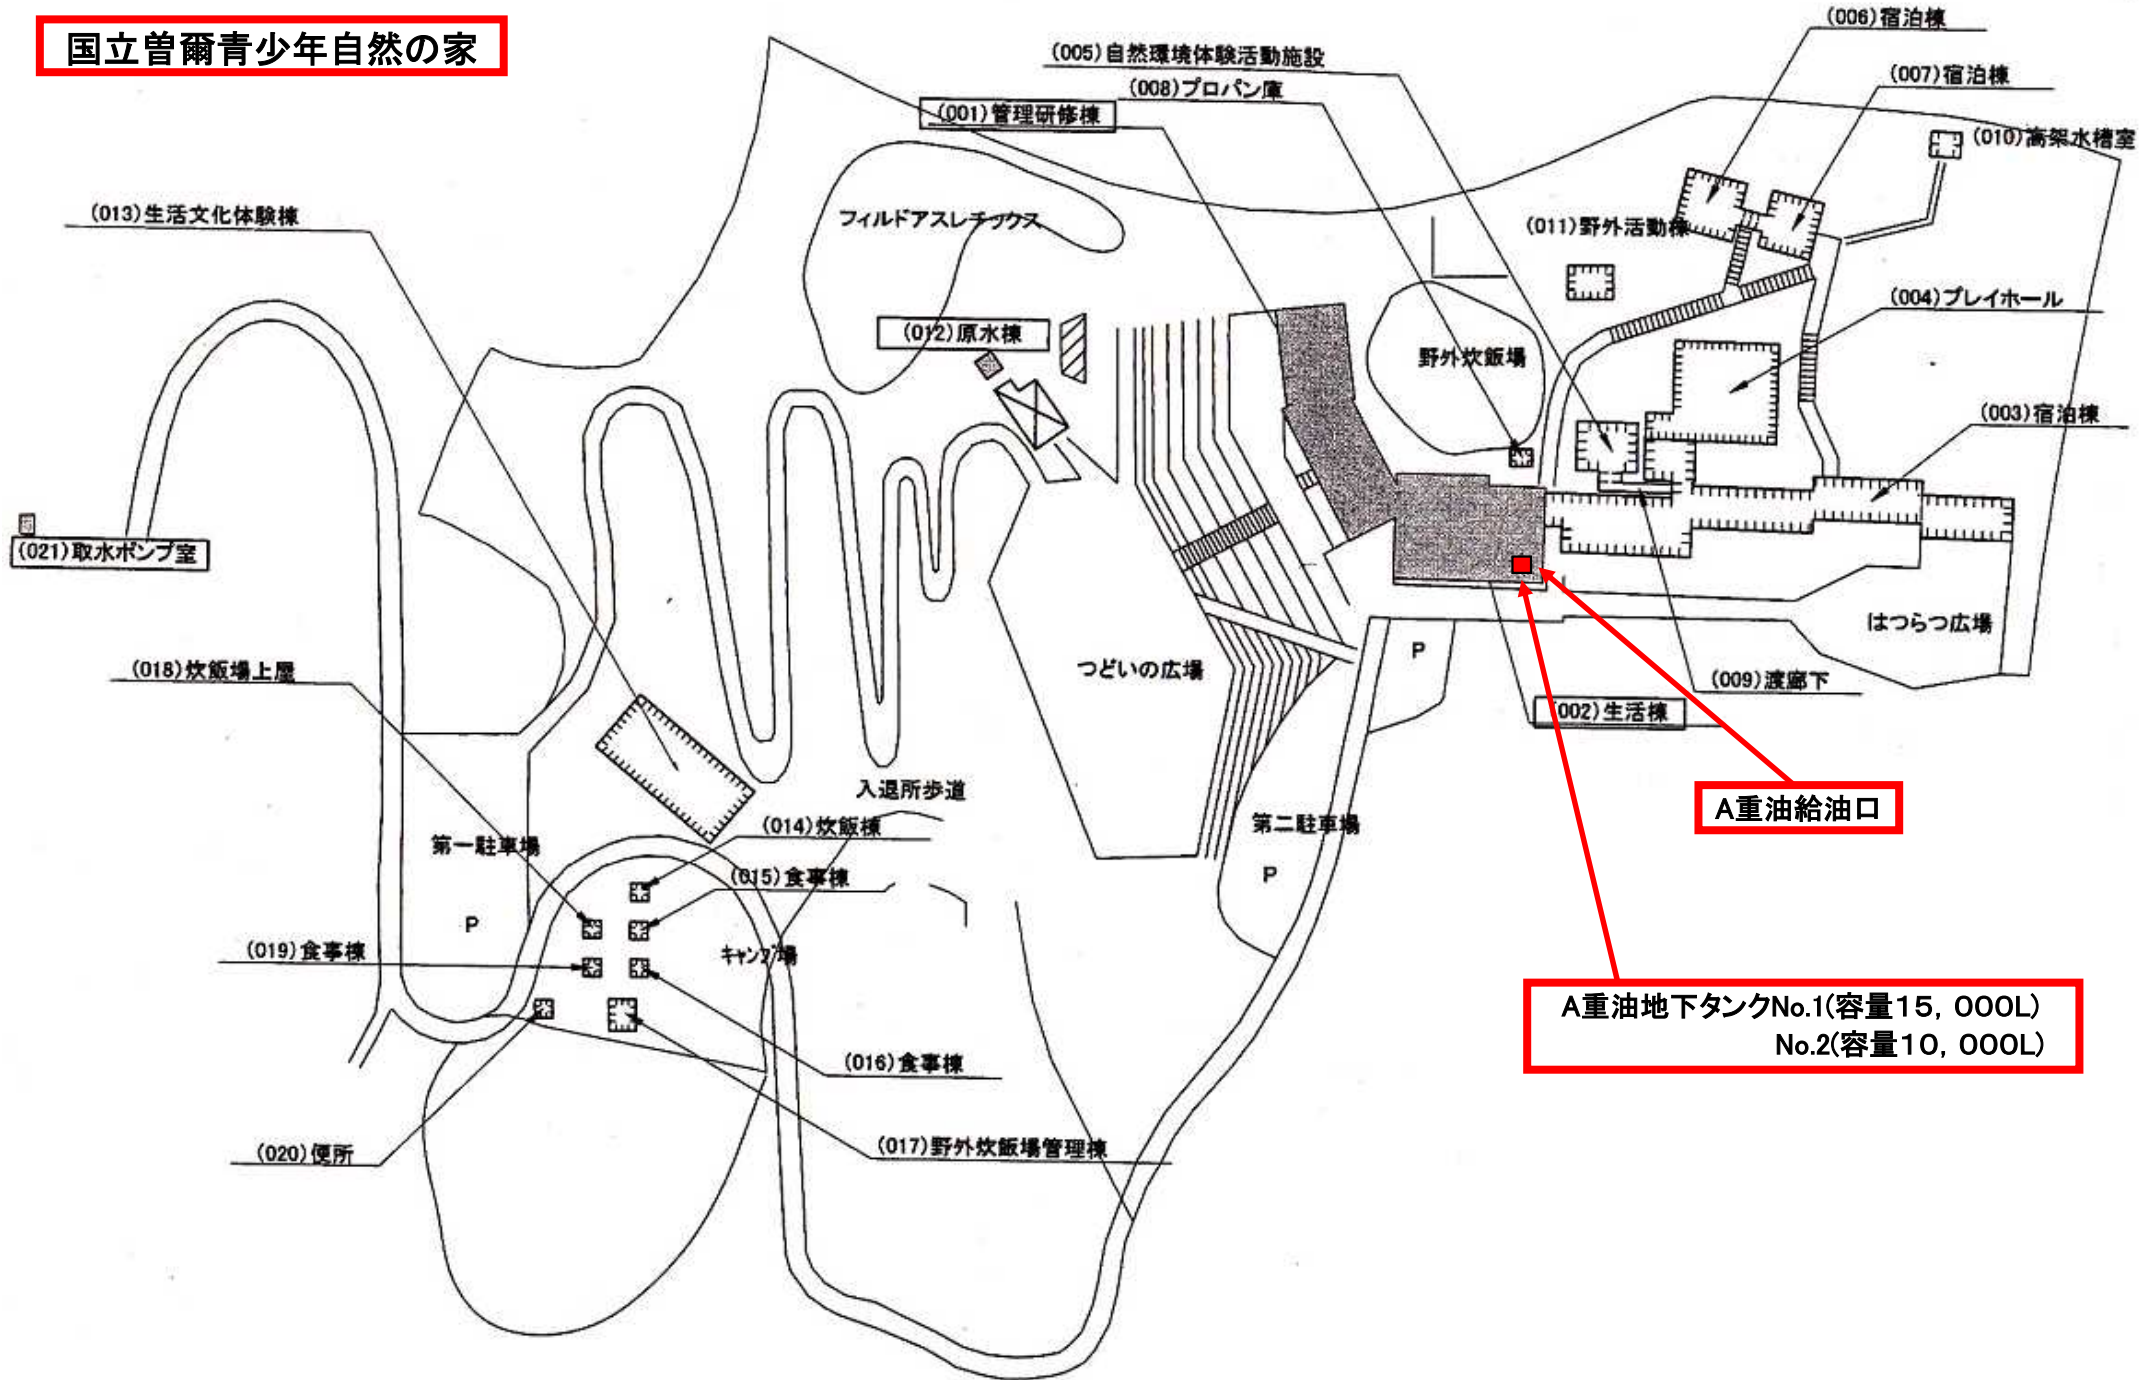 国立曽爾青少年自然の家
(006)宿泊棟
(005)自然環境体験活動施設
(007)宿泊棟
(008)プロパン庫
(001)管理研修棟
(010)高架水槽室
(013)生活文化体験棟
フィルドアスレチックス
(011)野外活動棟
(004)プレイホール
(012)原水棟
野外炊飯場
(003)宿泊棟
(021)取水ポンプ室
はつらつ広場
P
つどいの広場
(018)炊飯場上屋
(009)渡廊下
(002)生活棟
入退所歩道
A重油給油口
(014)炊飯棟
第二駐車場
第一駐車場
P
(015)食事棟
P
(019)食事棟
キャンプ場
A重油地下タンクNo.1(容量15，000L)
No.2(容量10，000L)
(016)食事棟
(020)便所
(017)野外炊飯場管理棟